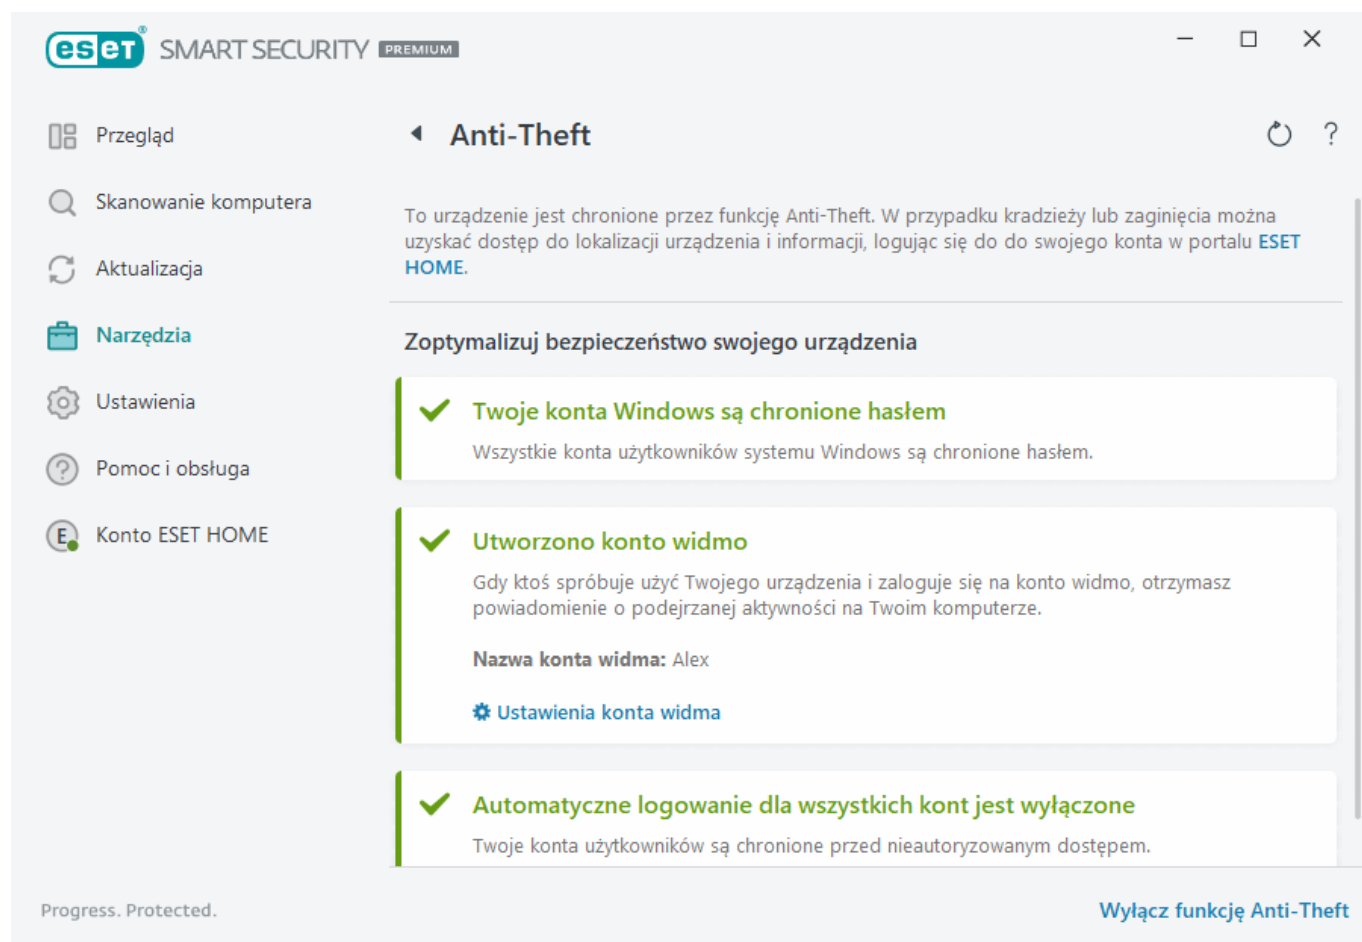 eset® SMART SECURITY PREMIUM
Przegląd
Skanowanie komputera
Aktualizacja
Narzędzia
Ustawienia
Pomoc i obsługa
E Konto ESET HOME
Anti-Theft
?
To urządzenie jest chronione przez funkcję Anti-Theft. W przypadku kradzieży lub zaginięcia można
uzyskać dostęp do lokalizacji urządzenia i informacji, logując się do do swojego konta w portalu ESET
HOME.
Zoptymalizuj bezpieczeństwo swojego urządzenia
Twoje konta Windows są chronione hasłem
Wszystkie konta użytkowników systemu Windows są chronione hasłem.
Utworzono konto widmo
Gdy ktoś spróbuje użyć Twojego urządzenia i zaloguje się na konto widmo, otrzymasz
powiadomienie o podejrzanej aktywności na Twoim komputerze.
Nazwa konta widma: Alex
Ustawienia konta widma
Automatyczne logowanie dla wszystkich kont jest wyłączone
Twoje konta użytkowników są chronione przed nieautoryzowanym dostępem.
Progress. Protected.
Wyłącz funkcję Anti-Theft